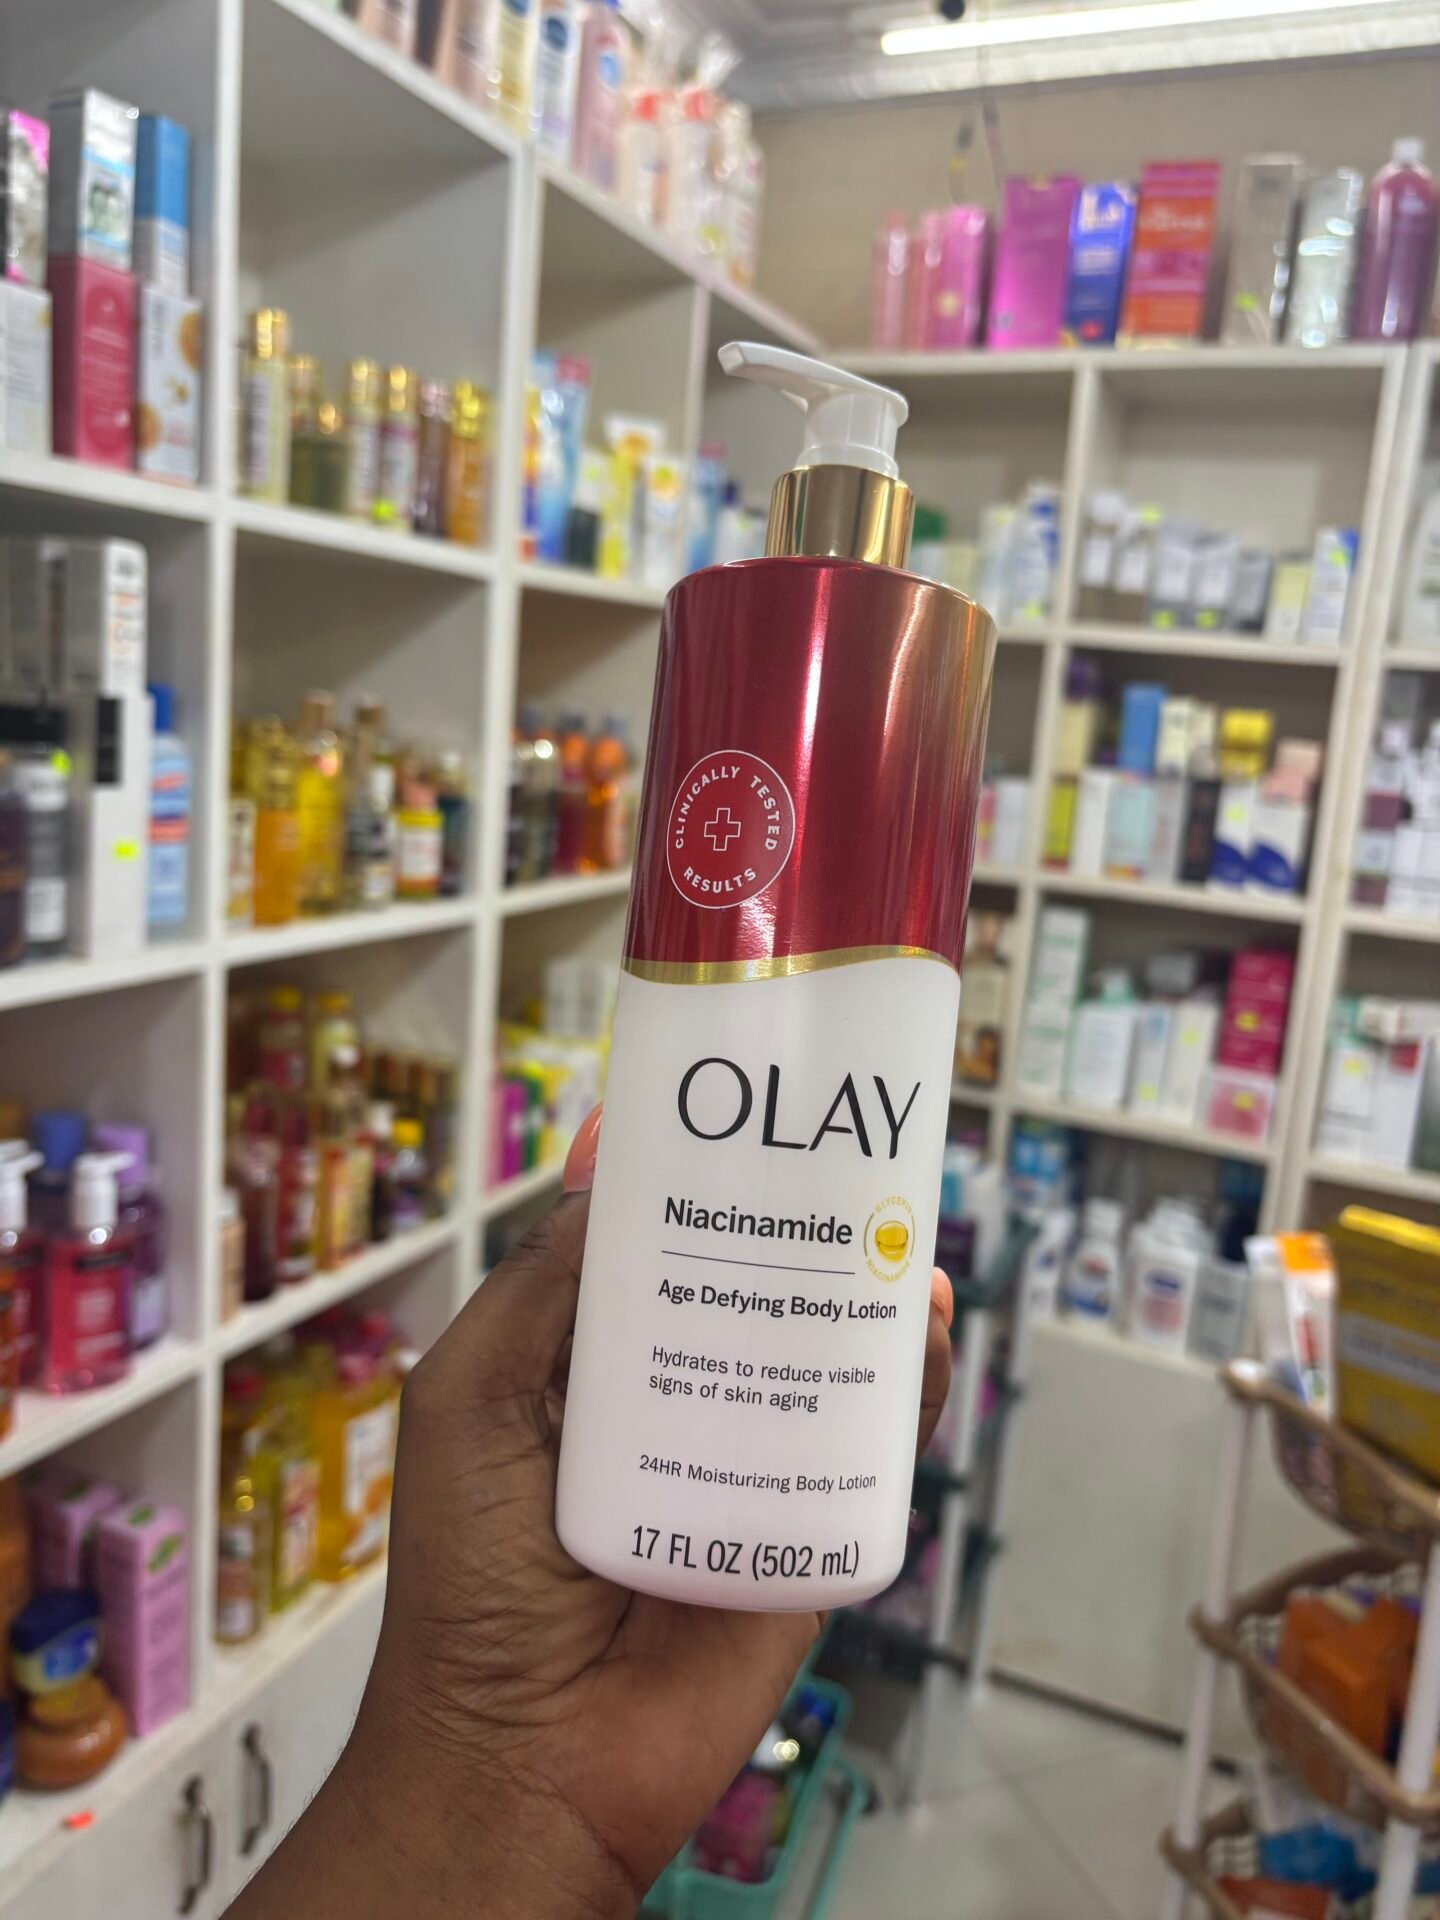 CLINICALLY TESTED
RESULTS
OLAY
Niacinamide
GLYCERIN
NIACINAMIDE
Age Defying Body Lotion
Hydrates to reduce visible
signs of skin aging
24HR Moisturizing Body Lotion
17 FL OZ (502 mL)